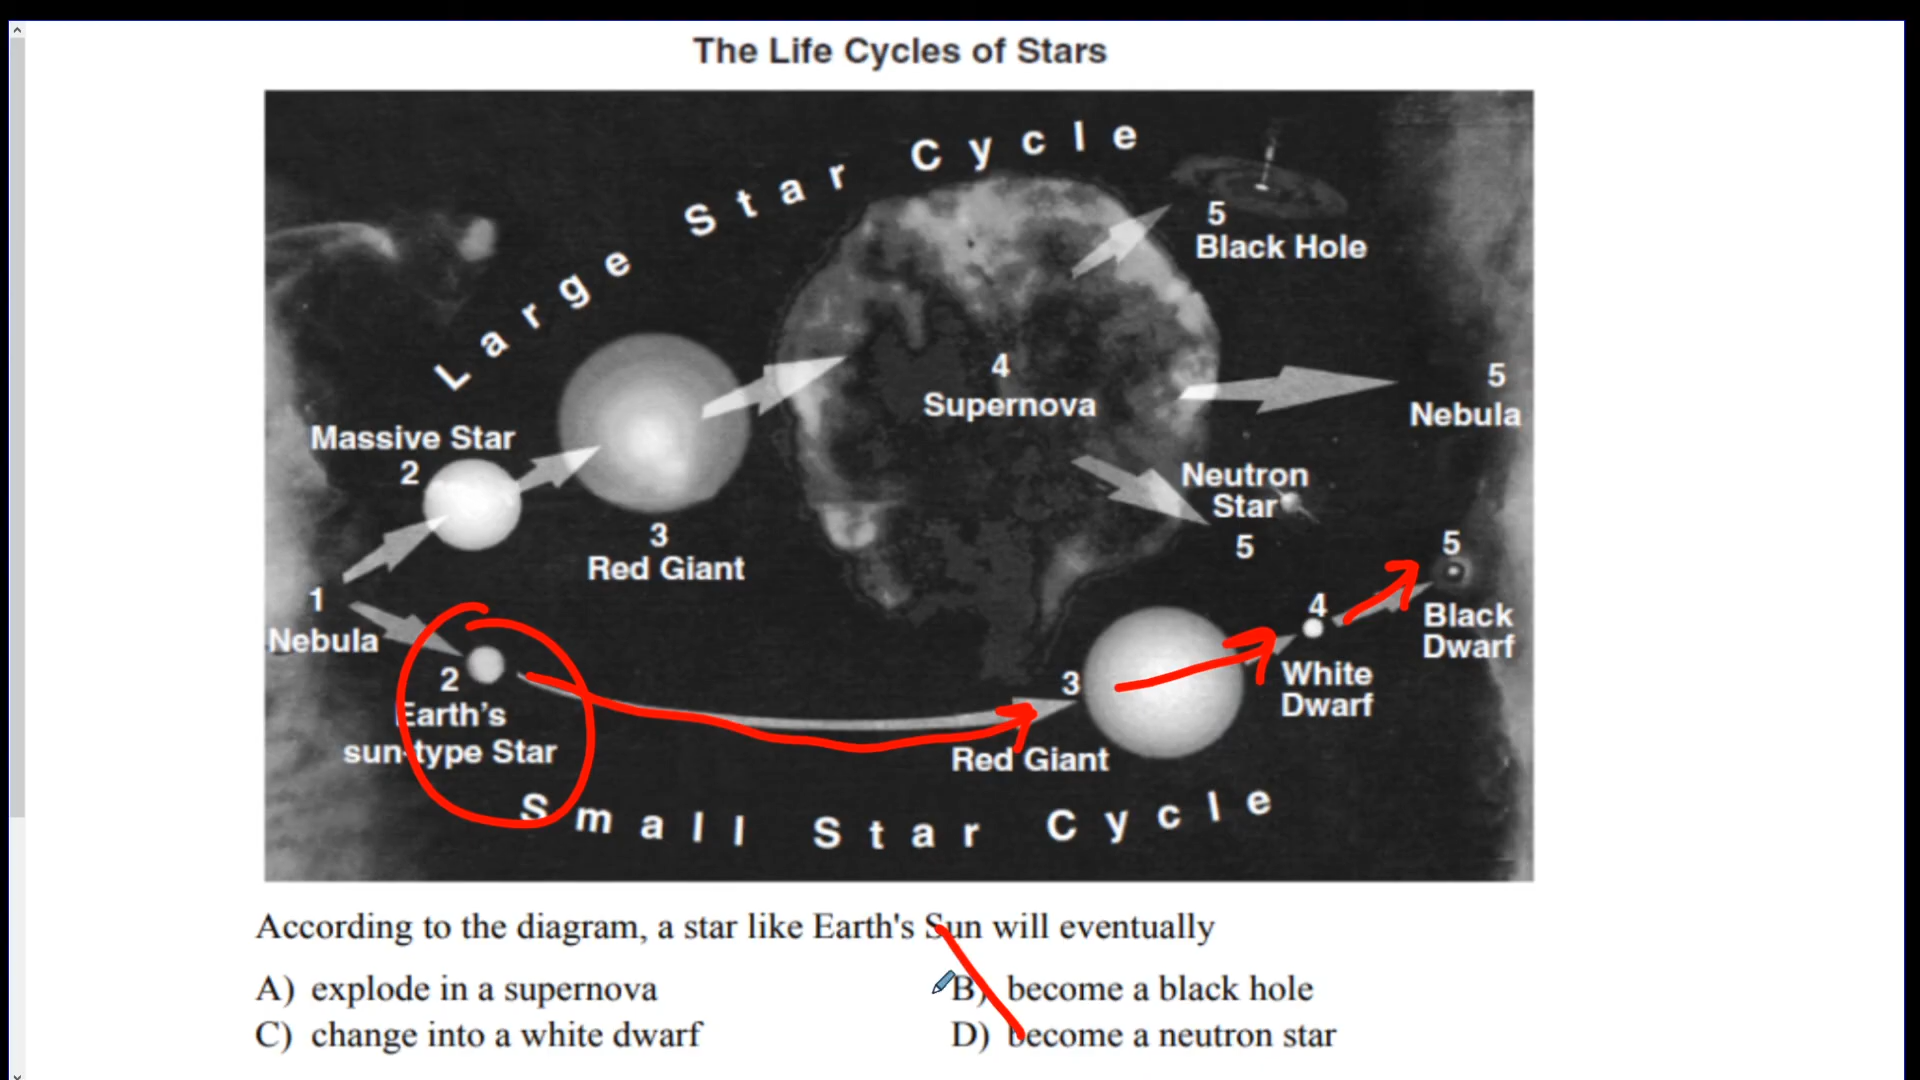 The Life Cycles of Stars
Large Star Cycle
5
Black Hole
4
Supernova
5
Nebula
Massive Star
2
Neutron
Star
5
3
Red Giant
1
Nebula
2
Earth's
sun-type Star
3
Red Giant
4
White
Dwarf
5
Black
Dwarf
Small Star Cycle
According to the diagram, a star like Earth's Sun will eventually
A) explode in a supernova
B) become a black hole
C) change into a white dwarf
D) become a neutron star